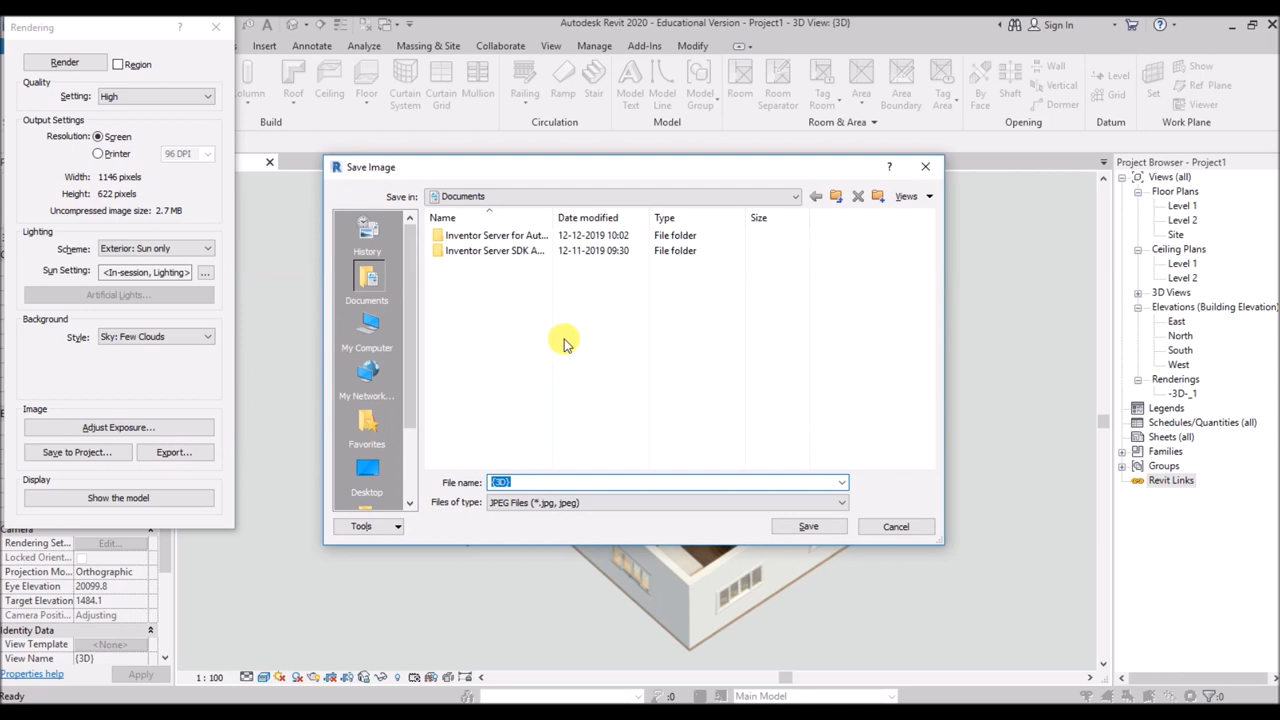 Rendering ? 
Render Region
Quality
Setting: High
Output Settings
Resolution: Screen
Printer 96 DPI
Width: 1146 pixels
Height: 622 pixels
Uncompressed image size: 2.7 MB
Lighting
Scheme: Exterior: Sun only
Sun Setting: <In-session, Lighting> ...
Artificial Lights...
Background
Style: Sky: Few Clouds
Image
Adjust Exposure...
Save to Project... Export...
Display
Show the model
Autodesk Revit 2020 - Educational Version - Project1 - 3D View: {3D} Sign In
Insert Annotate Analyze Massing & Site Collaborate View Manage Add-Ins Modify
Column Roof Ceiling Floor Curtain System Curtain Grid Mullion Railing Ramp Stair Model Text Model Line Model Group Room Room Separator Tag Room Area Area Boundary Tag Area By Face Shaft Wall Vertical Dormer Level Grid Set Show Ref Plane Viewer
Build Circulation Model Room & Area Opening Datum Work Plane
Save Image ?
Save in: Documents Views
Name Date modified Type Size
Inventor Server for Aut... 12-12-2019 10:02 File folder
Inventor Server SDK A... 12-11-2019 09:30 File folder
History
Documents
My Computer
My Network...
Favorites
Desktop
File name: {3D}
Files of type: JPEG Files (*.jpg, jpeg)
Tools Save Cancel
Project Browser - Project1
Views (all)
Floor Plans
Level 1
Level 2
Site
Ceiling Plans
Level 1
Level 2
3D Views
Elevations (Building Elevation)
East
North
South
West
Renderings
-3D-_1
Legends
Schedules/Quantities (all)
Sheets (all)
Families
Groups
Revit Links
Camera
Rendering Set... Edit...
Locked Orient...
Projection Mo... Orthographic
Eye Elevation 20099.8
Target Elevation 1484.1
Camera Positi... Adjusting
Identity Data
View Template <None>
View Name {3D}
Properties help Apply
1 : 100
Ready :0 Main Model :0